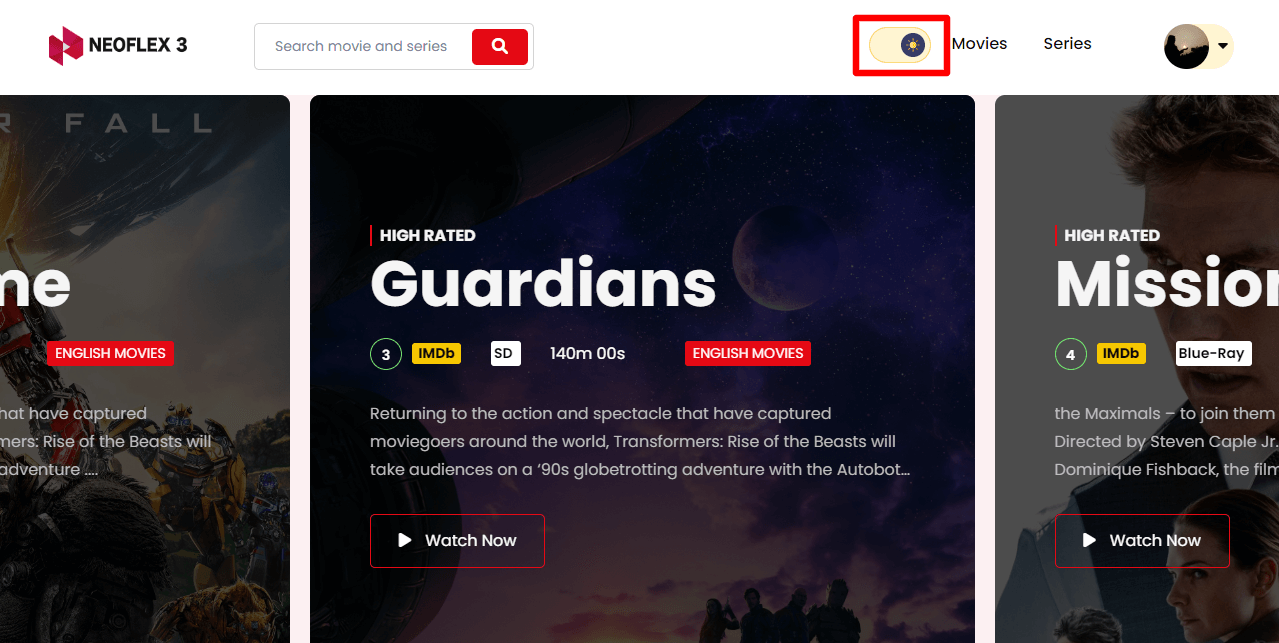 NEOFLEX 3
Search movie and series
Movies
Series
R FALL
me
ENGLISH MOVIES
hat have captured
mers: Rise of the Beasts will
adventure ....
HIGH RATED
Guardians
3 IMDb SD 140m 00s ENGLISH MOVIES
Returning to the action and spectacle that have captured
moviegoers around the world, Transformers: Rise of the Beasts will
take audiences on a ‘90s globetrotting adventure with the Autobot...
Watch Now
HIGH RATED
Mission
4 IMDb Blue-Ray
the Maximals – to join them
Directed by Steven Caple Jr.
Dominique Fishback, the film
Watch Now